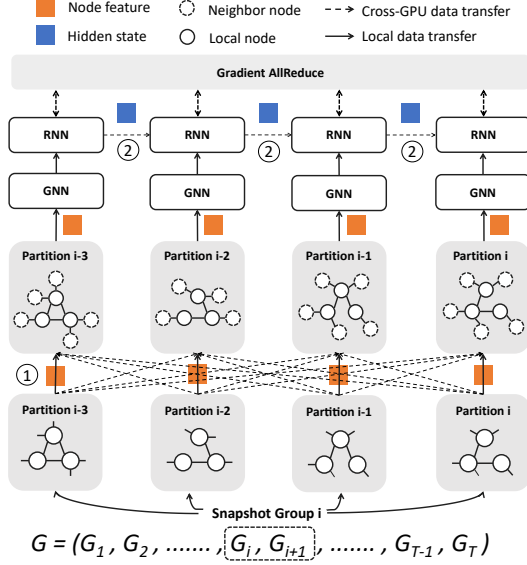 Node feature Neighbor node Cross-GPU data transfer
Hidden state Local node Local data transfer
Gradient AllReduce
RNN RNN RNN RNN
2 2 2
GNN GNN GNN GNN
Partition i-3 Partition i-2 Partition i-1 Partition i
1
Partition i-3 Partition i-2 Partition i-1 Partition i
Snapshot Group i
G = (G1 , G2 , ....... , Gi , Gi+1 , ....... , GT-1 , GT )